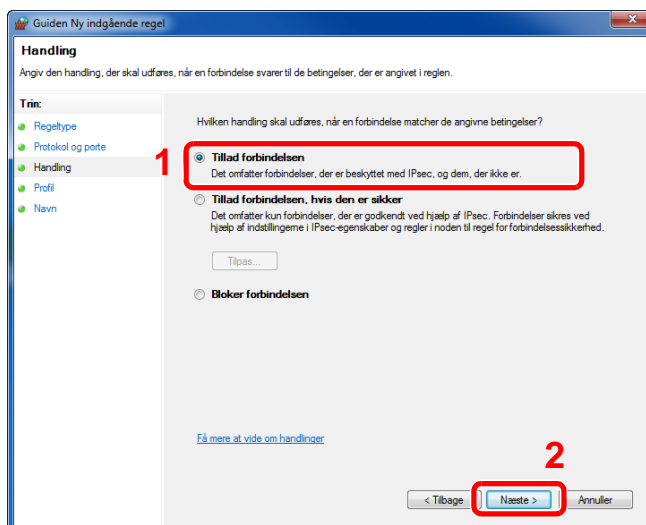 Guiden Ny indgående regel
Handling
Angiv den handling, der skal udføres, når en forbindelse svarer til de betingelser, der er angivet i reglen.
Trin:
Regeltype
Protokol og porte
Handling
Profil
Navn
Hvilken handling skal udføres, når en forbindelse matcher de angivne betingelser?
1
Tillad forbindelsen
Det omfatter forbindelser, der er beskyttet med IPsec, og dem, der ikke er.
Tillad forbindelsen, hvis den er sikker
Det omfatter kun forbindelser, der er godkendt ved hjælp af IPsec. Forbindelser sikres ved
hjælp af indstillingerne i IPsec-egenskaber og regler i noden til regel for forbindelsessikkerhed.
Tilpas...
Bloker forbindelsen
Få mere at vide om handlinger
2
< Tilbage
Næste >
Annuller